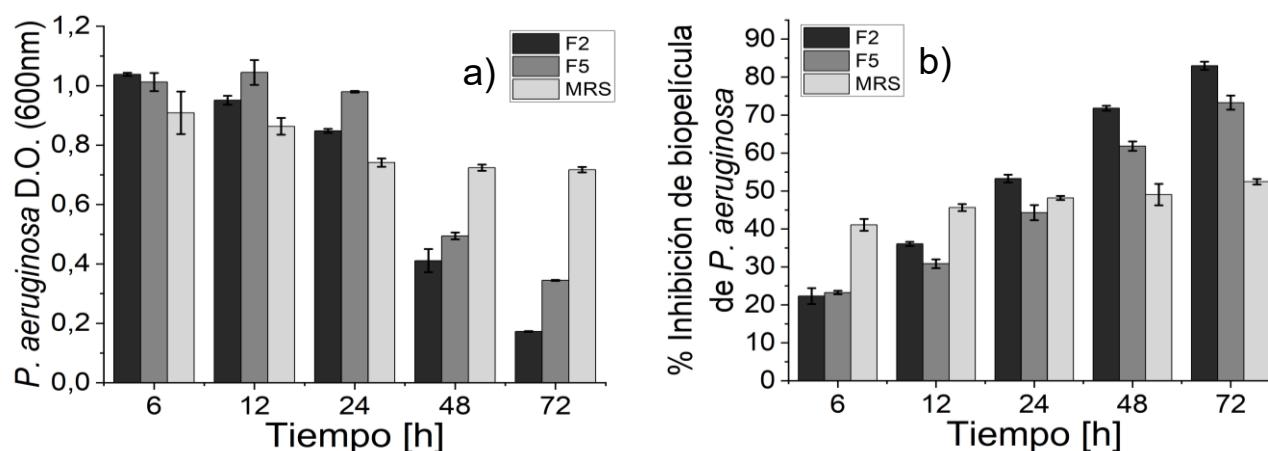 P. aeruginosa D.O. (600nm)
1,2
1,0
0,8
0,6
0,4
0,2
0,0
6 12 24 48 72
Tiempo [h]
a)
F2
F5
MRS
% Inhibición de biopelícula
de P. aeruginosa
90
80
70
60
50
40
30
20
10
0
6 12 24 48 72
Tiempo [h]
F2
F5
MRS
b)